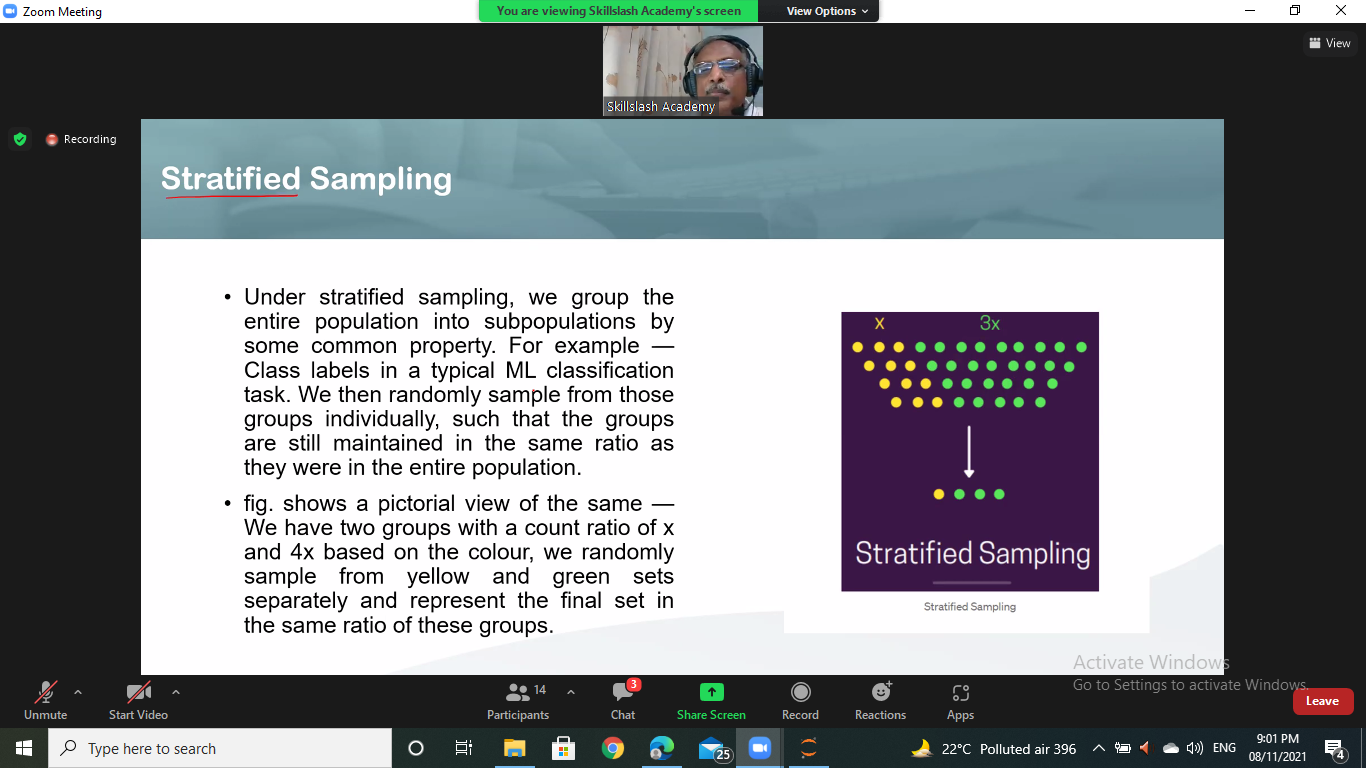 Zoom Meeting
You are viewing Skillslash Academy's screen
View Options
View
Skillslash Academy
Recording
Stratified Sampling
• Under stratified sampling, we group the
entire population into subpopulations by
some common property. For example —
Class labels in a typical ML classification
task. We then randomly sample from those
groups individually, such that the groups
are still maintained in the same ratio as
they were in the entire population.
• fig. shows a pictorial view of the same —
We have two groups with a count ratio of x
and 4x based on the colour, we randomly
sample from yellow and green sets
separately and represent the final set in
the same ratio of these groups.
x 3x
Stratified Sampling
Stratified Sampling
Activate Windows
Go to Settings to activate Windows.
Unmute
Start Video
14
Participants
3
Chat
Share Screen
Record
Reactions
Apps
Leave
Type here to search
25
22°C Polluted air 396
ENG
9:01 PM
08/11/2021
4